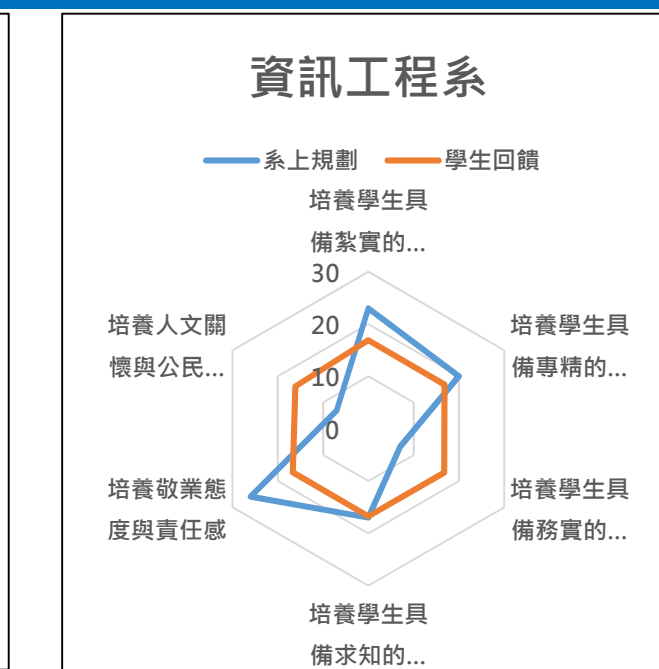 資訊工程系
系上規劃 學生回饋
培養學生具
備紮實的...
30
20
10
0
培養人文關
懷與公民...
培養學生具
備專精的...
培養敬業態
度與責任感
培養學生具
備務實的...
培養學生具
備求知的...